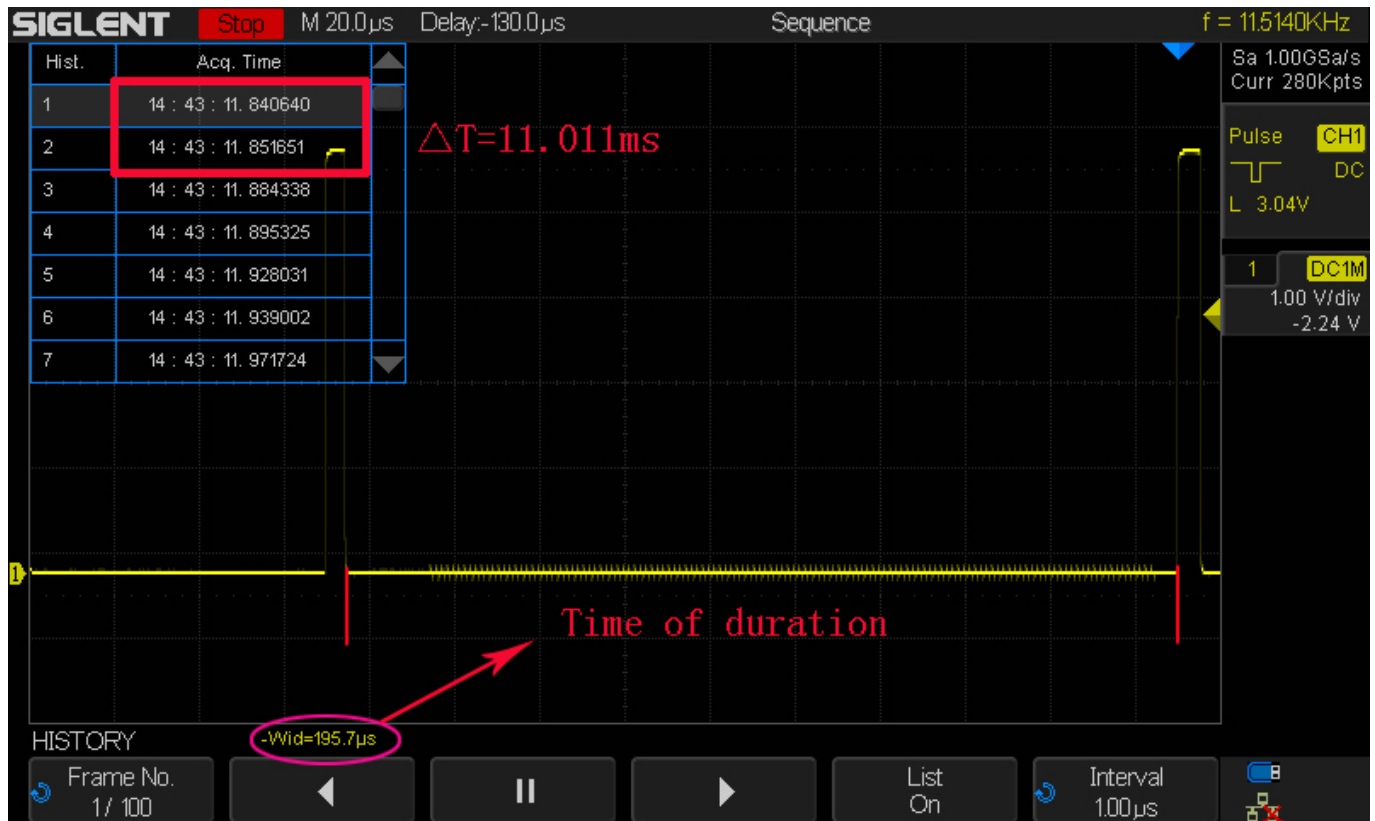 SIGLENT Stop M 20.0µs Delay:-130.0µs Sequence f = 11.5140KHz
Sa 1.00GSa/s
Curr 280Kpts
Hist. Acq. Time
1 14 : 43 : 11. 840640
2 14 : 43 : 11. 851651
3 14 : 43 : 11. 884338
4 14 : 43 : 11. 895325
5 14 : 43 : 11. 928031
6 14 : 43 : 11. 939002
7 14 : 43 : 11. 971724
△T=11.011ms
Pulse CH1
DC
L 3.04V
1 DC1M
1.00 V/div
-2.24 V
1
Time of duration
HISTORY -Wid=195.7µs
Frame No.
1/ 100
List
On
Interval
1.00µs